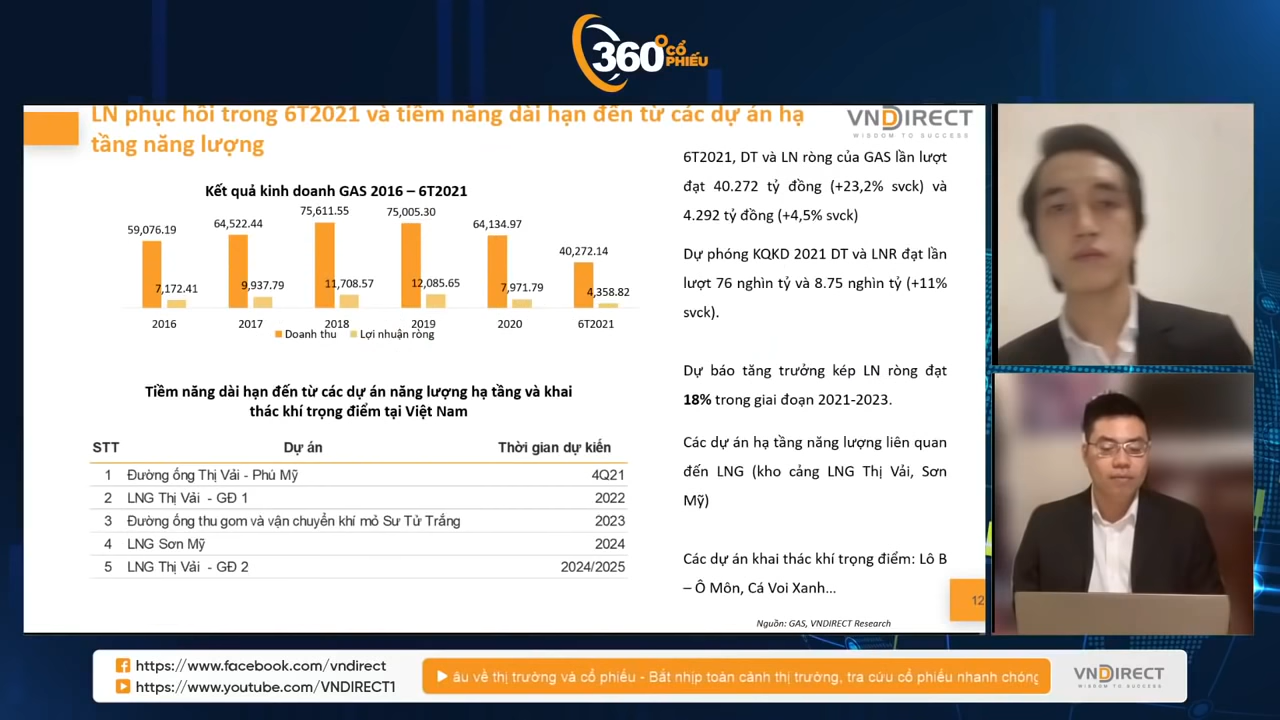 360° CỔ PHIẾU
LN phục hồi trong 6T2021 và tiềm năng dài hạn đến từ các dự án hạ
tầng năng lượng
VNDIRECT
WISDOM TO SUCCESS
Kết quả kinh doanh GAS 2016 – 6T2021
59,076.19
64,522.44
75,611.55
75,005.30
64,134.97
40,272.14
7,172.41
9,937.79
11,708.57
12,085.65
7,971.79
4,358.82
2016 2017 2018 2019 2020 6T2021
Doanh thu Lợi nhuận ròng
Tiềm năng dài hạn đến từ các dự án năng lượng hạ tầng và khai
thác khí trọng điểm tại Việt Nam
STT Dự án Thời gian dự kiến
1 Đường ống Thị Vải - Phú Mỹ 4Q21
2 LNG Thị Vải - GĐ 1 2022
3 Đường ống thu gom và vận chuyển khí mỏ Sư Tử Trắng 2023
4 LNG Sơn Mỹ 2024
5 LNG Thị Vải - GĐ 2 2024/2025
6T2021, DT và LN ròng của GAS lần lượt
đạt 40.272 tỷ đồng (+23,2% svck) và
4.292 tỷ đồng (+4,5% svck)
Dự phóng KQKD 2021 DT và LNR đạt lần
lượt 76 nghìn tỷ và 8.75 nghìn tỷ (+11%
svck).
Dự báo tăng trưởng kép LN ròng đạt
18% trong giai đoạn 2021-2023.
Các dự án hạ tầng năng lượng liên quan
đến LNG (kho cảng LNG Thị Vải, Sơn
Mỹ)
Các dự án khai thác khí trọng điểm: Lô B
– Ô Môn, Cá Voi Xanh...
12
Nguồn: GAS, VNDIRECT Research
https://www.facebook.com/vndirect
https://www.youtube.com/VNDIRECT1
âu về thị trường và cổ phiếu - Bắt nhịp toàn cảnh thị trường, tra cứu cổ phiếu nhanh chóng
VNDIRECT
WISDOM TO SUCCESS